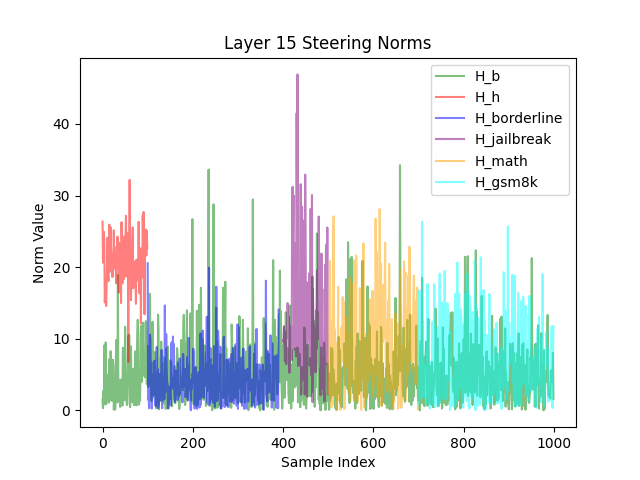 Layer 15 Steering Norms
H_b
H_h
H_borderline
H_jailbreak
H_math
H_gsm8k
Norm Value
40
30
20
10
0
0 200 400 600 800 1000
Sample Index